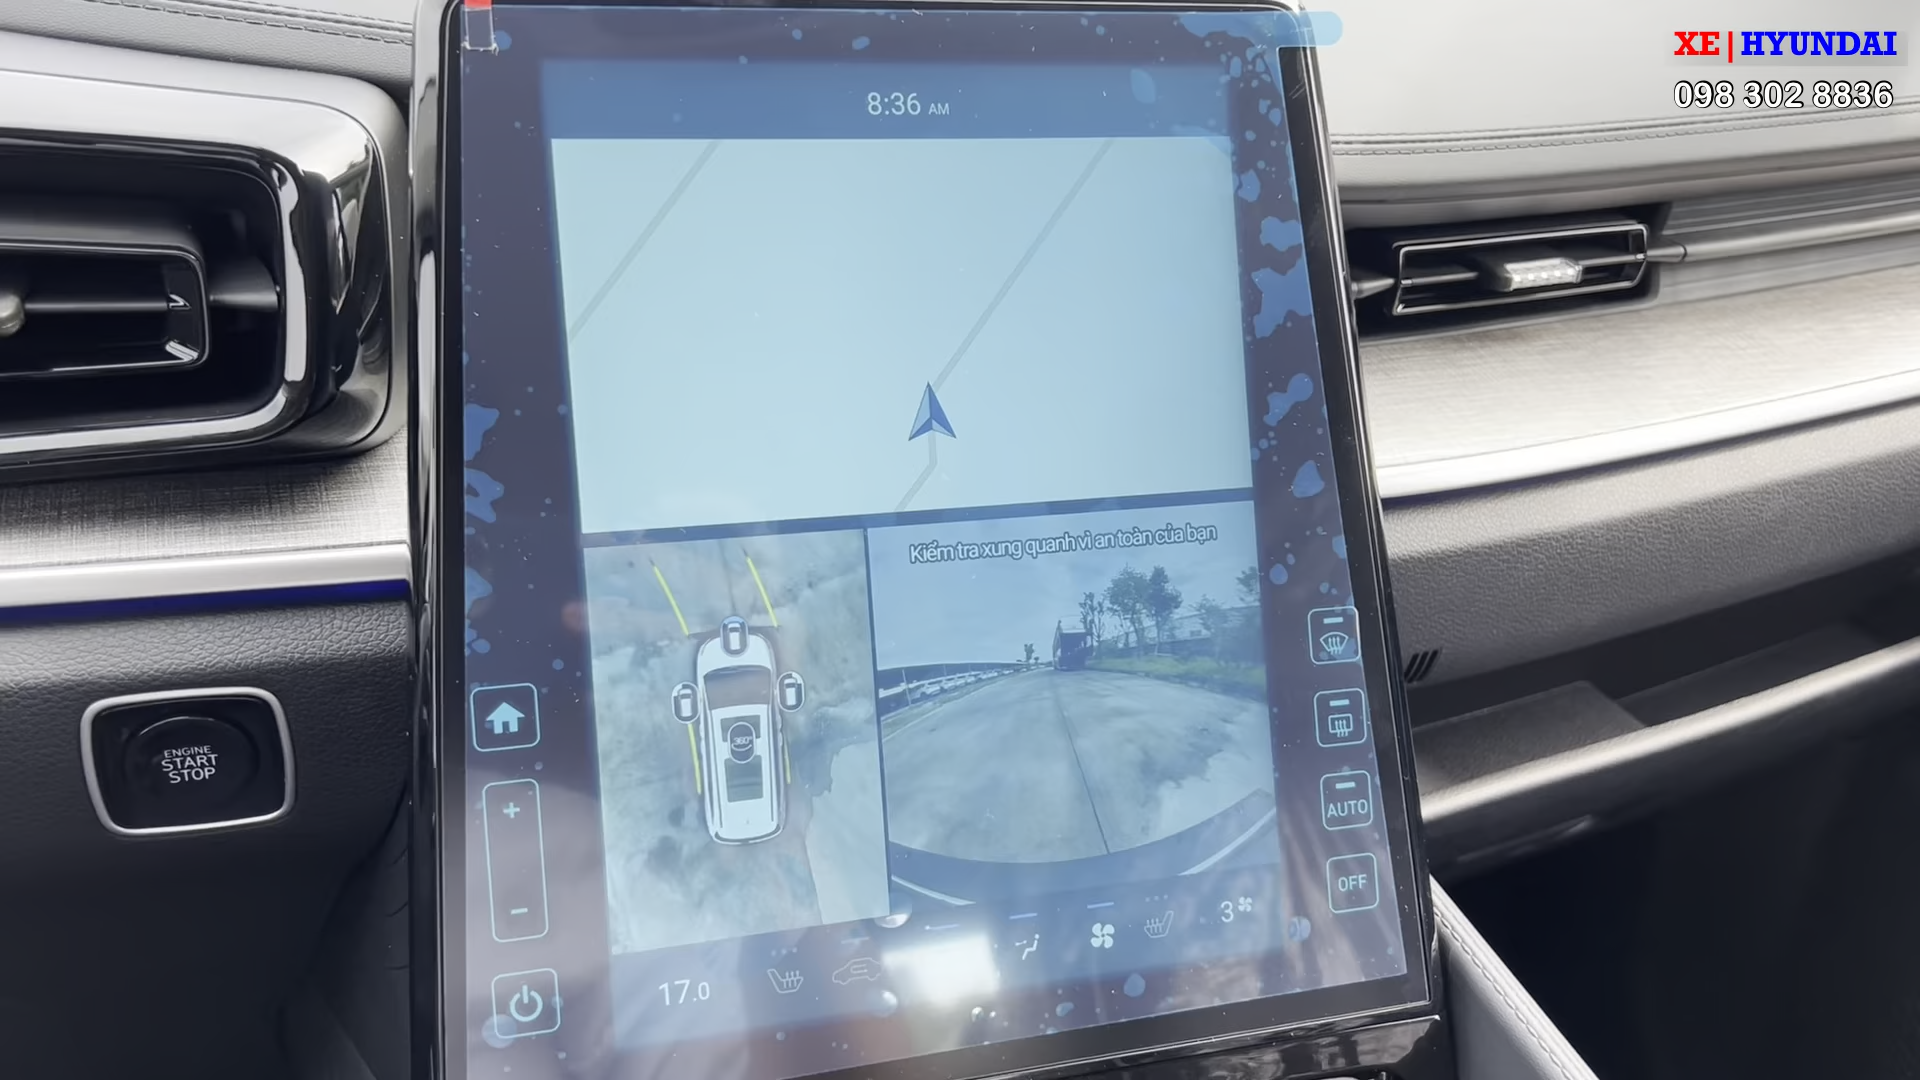 XE|HYUNDAI
098 302 8836
8:36 AM
Kiểm tra xung quanh vì an toàn của bạn
360°
ENGINE
START
STOP
+
-
AUTO
OFF
3
17.0